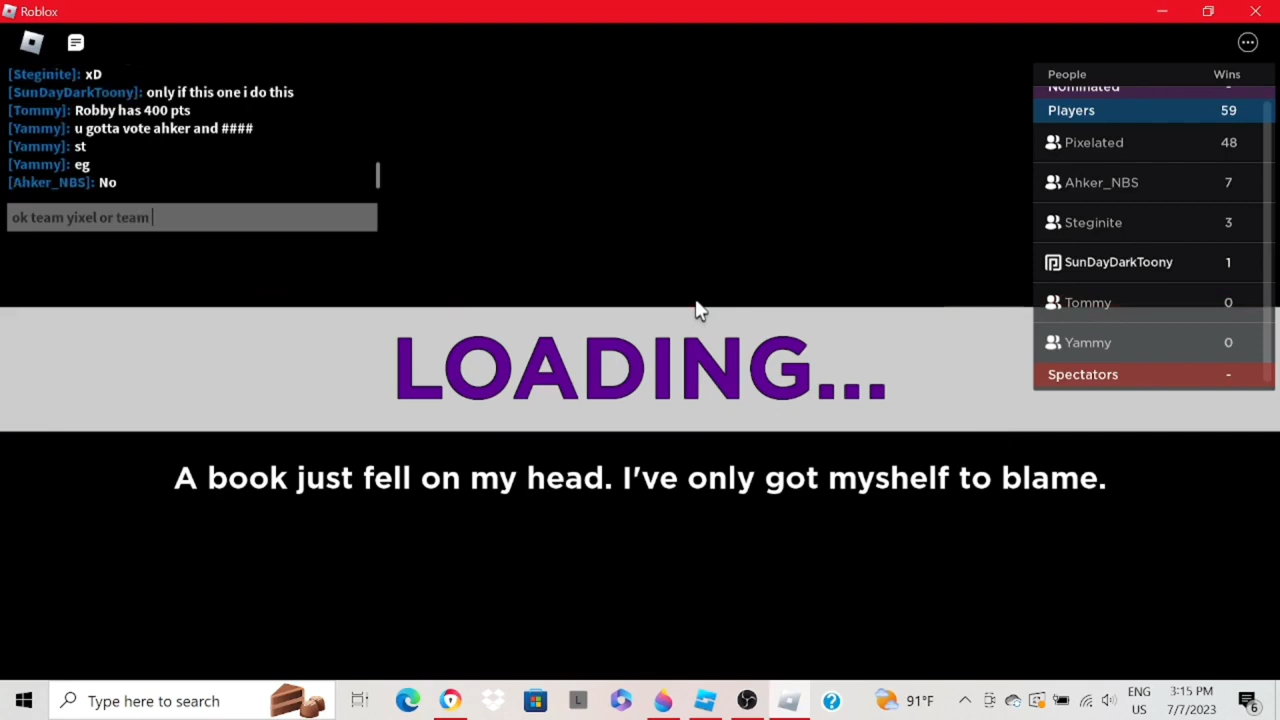 Roblox
[Steginite]: xD
[SunDayDarkToony]: only if this one i do this
[Tommy]: Robby has 400 pts
[Yammy]: u gotta vote ahker and ####
[Yammy]: st
[Yammy]: eg
[Ahker_NBS]: No
ok team yixel or team
People Wins
Nominated -
Players 59
Pixelated 48
Ahker_NBS 7
Steginite 3
SunDayDarkToony 1
Tommy 0
Yammy 0
Spectators -
LOADING...
A book just fell on my head. I've only got myshelf to blame.
Type here to search
L
91°F
ENG
US
3:15 PM
7/7/2023
6